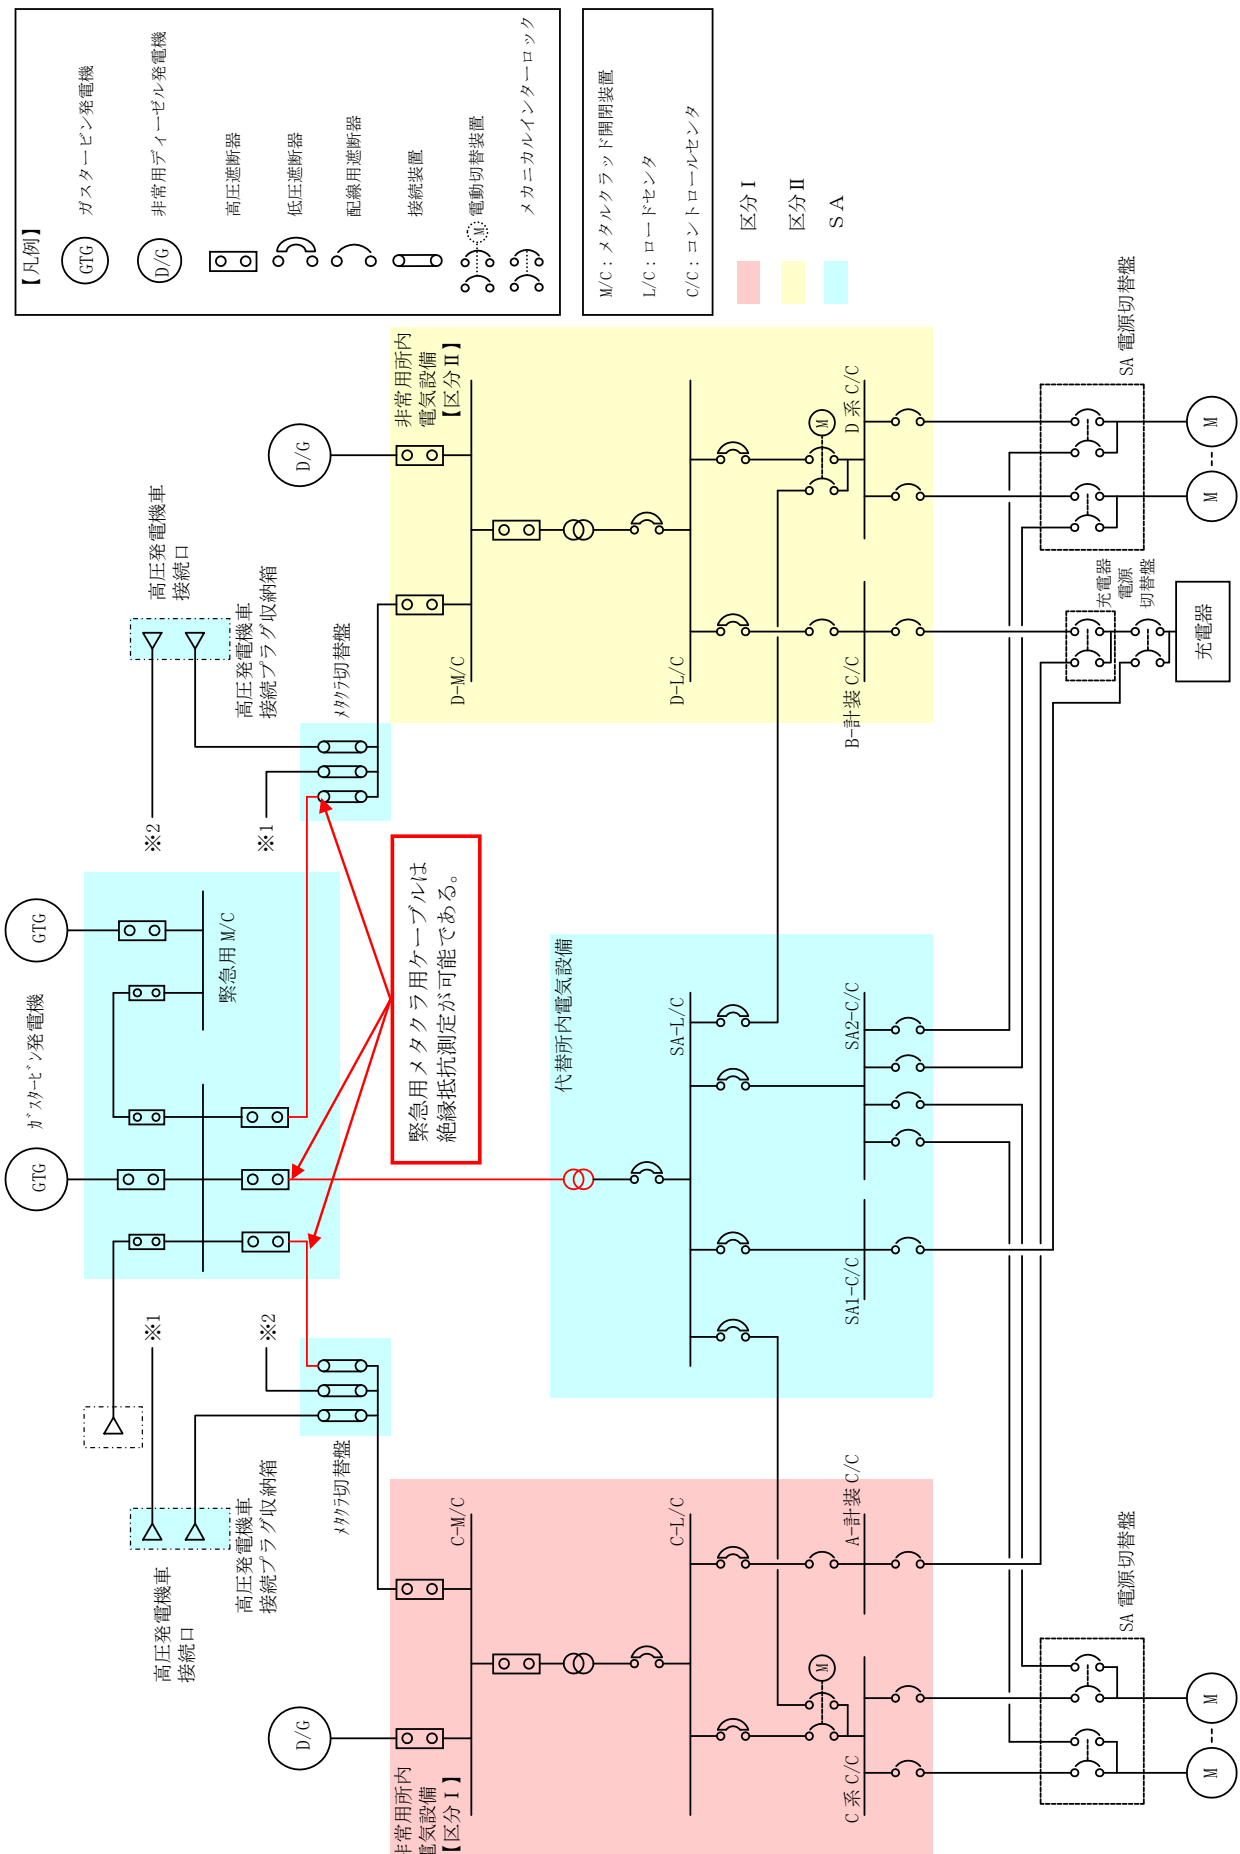 【凡例】
GTG
ガスタービン発電機
D/G
非常用ディーゼル発電機
高圧遮断器
低圧遮断器
配線用遮断器
接続装置
M
電動切替装置
メカニカルインターロック
M/C：メタルクラッド開閉装置
L/C：ロードセンタ
C/C：コントロールセンタ
区分Ⅰ
区分Ⅱ
ＳＡ
GTG
GTG
ｶﾞｽﾀｰﾋﾞﾝ発電機
緊急用 M/C
高圧発電機車
接続口
高圧発電機車
接続プラグ収納箱
※2
※1
ﾒﾀｸﾗ切替盤
高圧発電機車
接続口
高圧発電機車
接続プラグ収納箱
※1
※2
ﾒﾀｸﾗ切替盤
緊急用メタクラ用ケーブルは
絶縁抵抗測定が可能である。
D/G
非常用所内
電気設備
【区分Ⅱ】
D-M/C
D-L/C
M
D 系 C/C
B-計装 C/C
代替所内電気設備
SA-L/C
SA2-C/C
SA1-C/C
D/G
非常用所内
電気設備
【区分Ⅰ】
C-M/C
C-L/C
A-計装 C/C
M
C 系 C/C
SA 電源切替盤
M
M
充電器
電源
切替盤
充電器
SA 電源切替盤
M
M